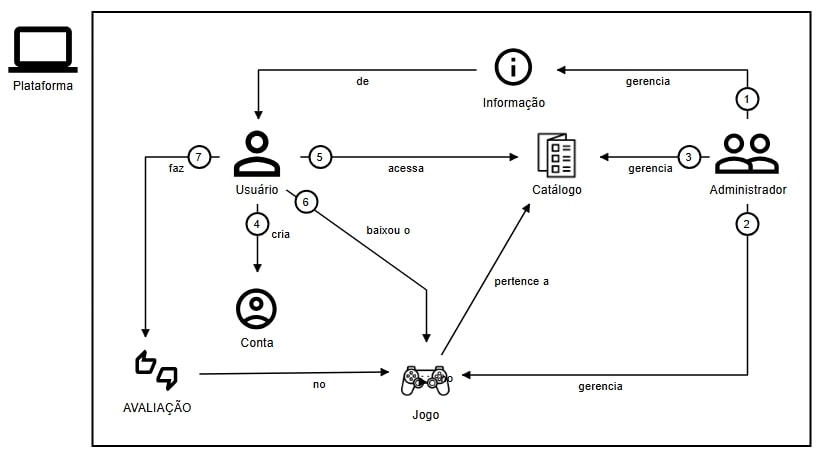 Plataforma
de
gerencia
Informação
1
7
faz
5
acessa
gerencia
3
Usuário
Catálogo
Administrador
6
4
cria
baixou o
2
pertence a
Conta
AVALIAÇÃO
no
no
Jogo
gerencia